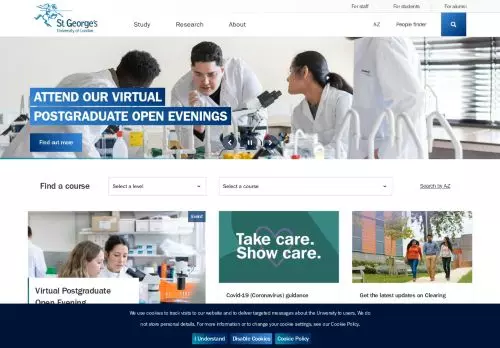 For staff
For students
For alumni
St George's
University of London
Study
Research
About
A-Z
People finder
ATTEND OUR VIRTUAL
POSTGRADUATE OPEN EVENINGS
Find out more
Find a course
Select a level
Select a course
Search by A-Z
Event
Take care.
Show care.
Virtual Postgraduate
Open Evening
Covid-19 (Coronavirus) guidance
Get the latest updates on Clearing
We use cookies to track visits to our website and to deliver targeted messages about the University to users. We do
not store personal details. For more information or to change your cookie settings, see our Cookie Policy.
I Understand
Disable Cookies
Cookie Policy